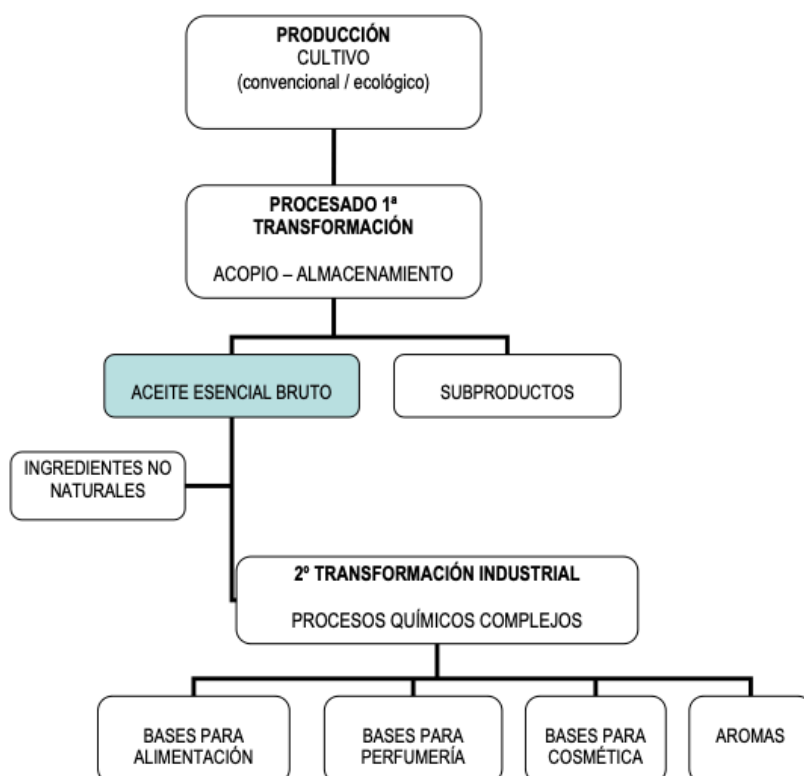 PRODUCCIÓN
CULTIVO
(convencional / ecológico)
PROCESADO 1ª
TRANSFORMACIÓN
ACOPIO – ALMACENAMIENTO
ACEITE ESENCIAL BRUTO
SUBPRODUCTOS
INGREDIENTES NO
NATURALES
2º TRANSFORMACIÓN INDUSTRIAL
PROCESOS QUÍMICOS COMPLEJOS
BASES PARA
ALIMENTACIÓN
BASES PARA
PERFUMERÍA
BASES PARA
COSMÉTICA
AROMAS